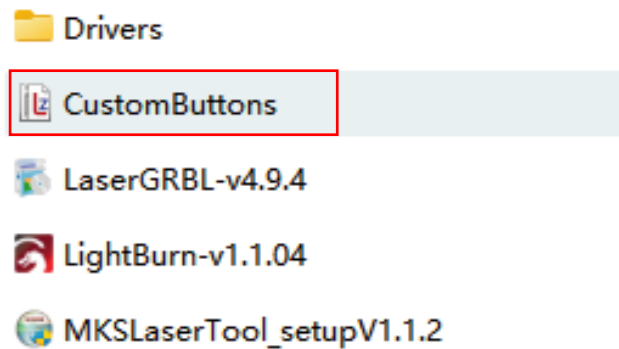 Drivers
CustomButtons
LaserGRBL-v4.9.4
LightBurn-v1.1.04
MKSLaserTool_setupV1.1.2